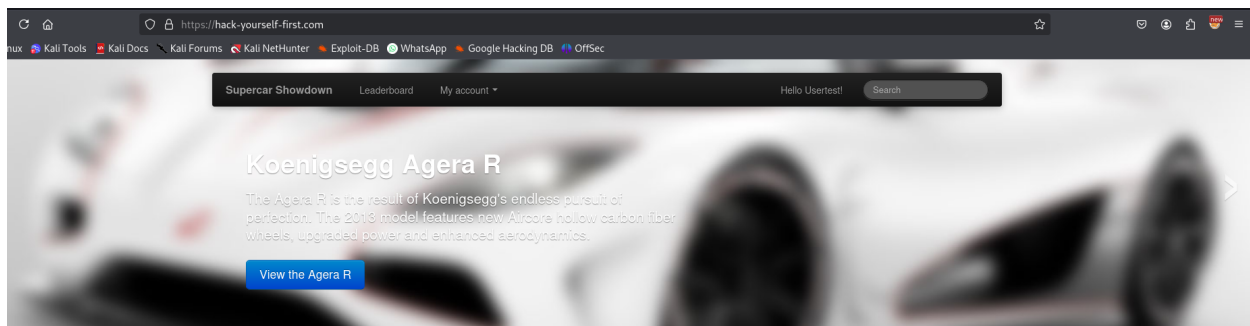 https://hack-yourself-first.com
new
nux Kali Tools Kali Docs Kali Forums Kali NetHunter Exploit-DB WhatsApp Google Hacking DB OffSec
Supercar Showdown Leaderboard My account Hello Usertest! Search
Koenigsegg Agera R
The Agera R is the result of Koenigsegg's endless pursuit of
perfection. The 2013 model features new Aircore hollow carbon fiber
wheels, upgraded power and enhanced aerodynamics.
View the Agera R